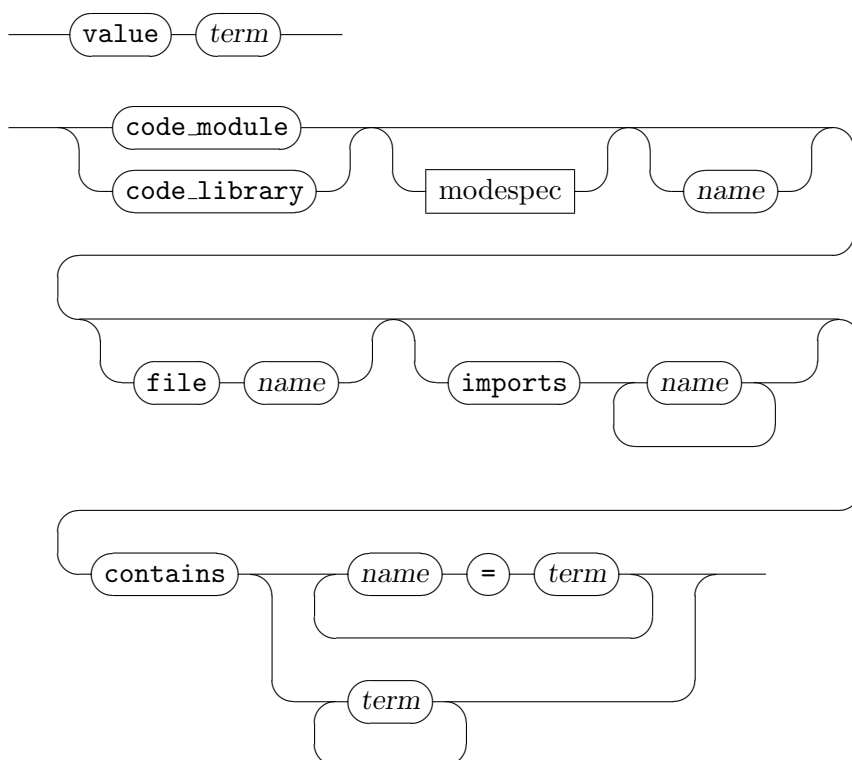 value term
code_module
code_library modespec name
file name imports name
contains name = term
term